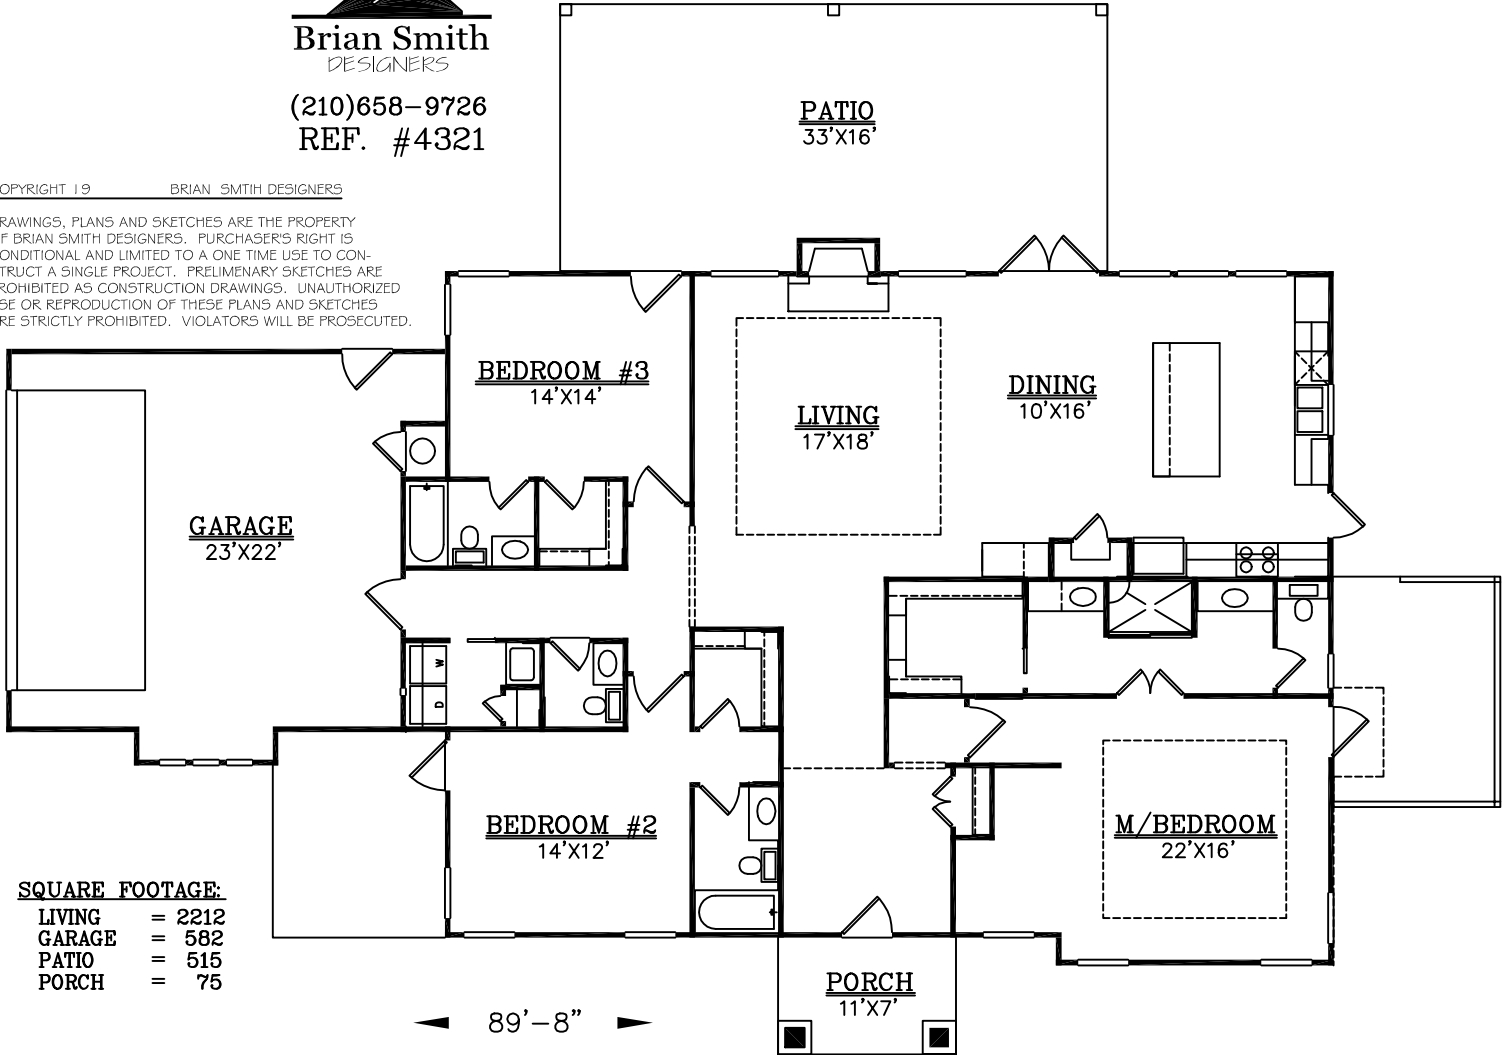 Brian Smith
DESIGNERS
(210)658-9726
REF. #4321
OPYRIGHT 19 BRIAN SMTIH DESIGNERS
RAWINGS, PLANS AND SKETCHES ARE THE PROPERTY
F BRIAN SMITH DESIGNERS. PURCHASER'S RIGHT IS
ONDITIONAL AND LIMITED TO A ONE TIME USE TO CON-
TRUCT A SINGLE PROJECT. PRELIMENARY SKETCHES ARE
ROHIBITED AS CONSTRUCTION DRAWINGS. UNAUTHORIZED
SE OR REPRODUCTION OF THESE PLANS AND SKETCHES
RE STRICTLY PROHIBITED. VIOLATORS WILL BE PROSECUTED.
PATIO
33'X16'
BEDROOM #3
14'X14'
LIVING
17'X18'
DINING
10'X16'
GARAGE
23'X22'
W
D
BEDROOM #2
14'X12'
M/BEDROOM
22'X16'
PORCH
11'X7'
SQUARE FOOTAGE:
LIVING = 2212
GARAGE = 582
PATIO = 515
PORCH = 75
89'-8"